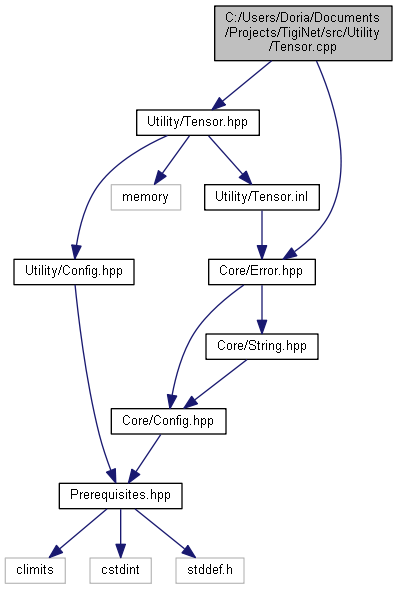 C:/Users/Doria/Documents
/Projects/TigiNet/src/Utility
/Tensor.cpp
Utility/Tensor.hpp
memory
Utility/Tensor.inl
Utility/Config.hpp
Core/Error.hpp
Core/String.hpp
Core/Config.hpp
Prerequisites.hpp
climits
cstdint
stddef.h